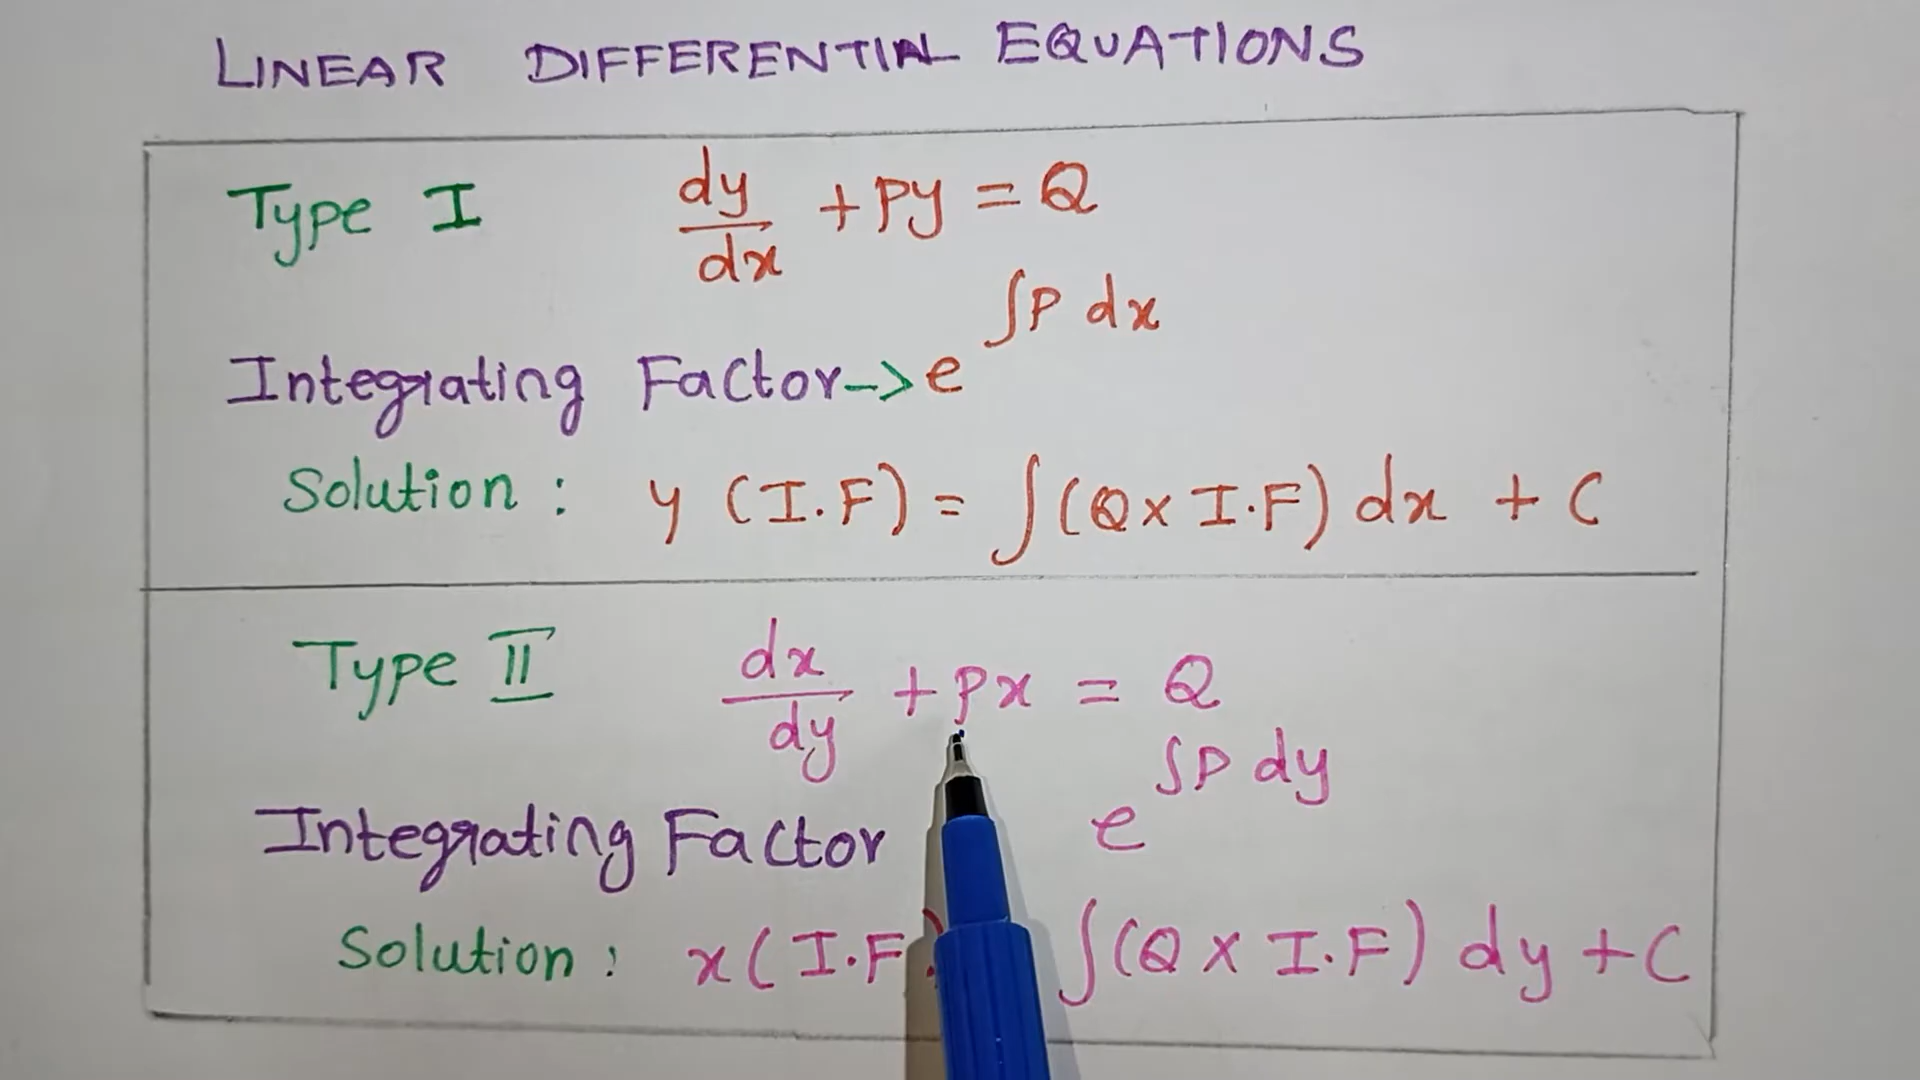 LINEAR DIFFERENTIAL EQUATIONS
Type I dy/dx + Py = Q
Integrating Factor -> e^∫P dx
Solution : y (I.F) = ∫(Q x I.F) dx + C
Type II dx/dy + Px = Q
Integrating Factor e^∫P dy
Solution : x(I.F) ∫(Q X I.F) dy + C